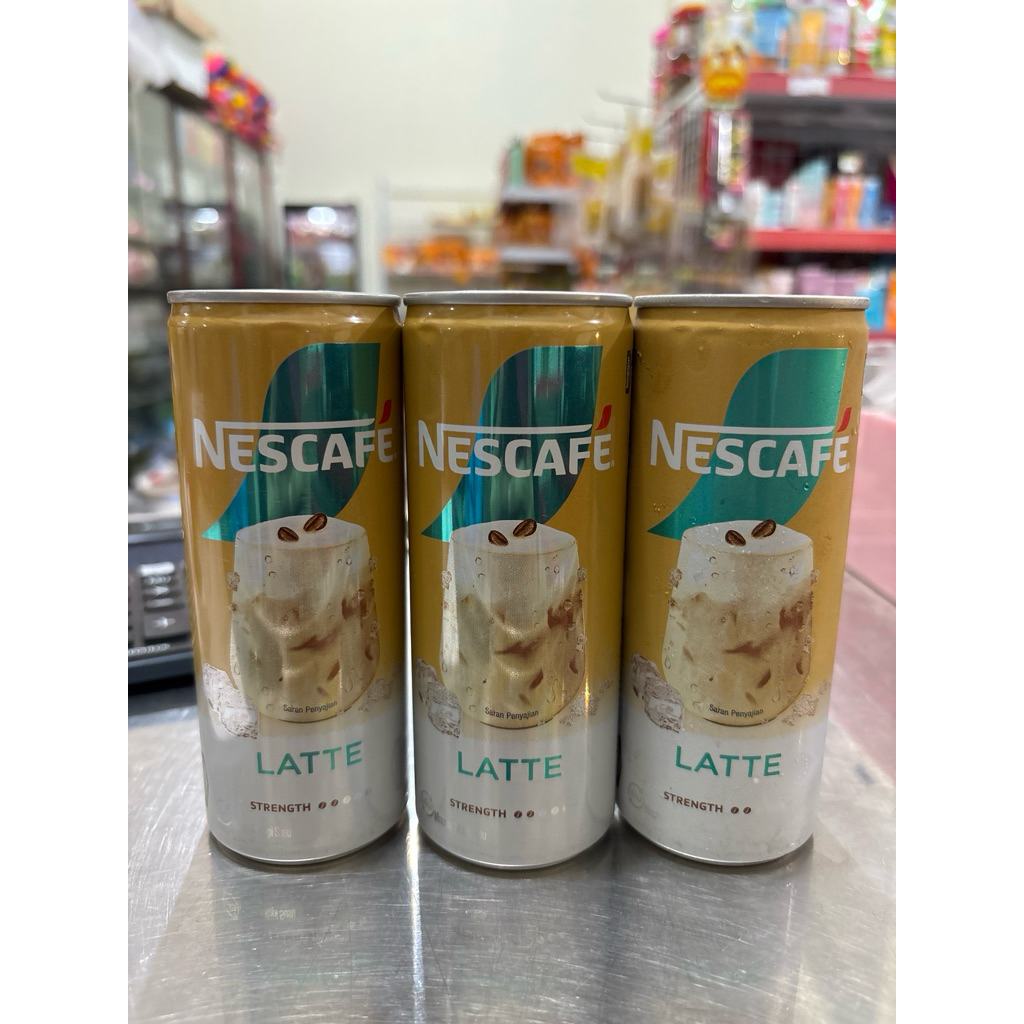 NESCAFÉ
Saran Penyajian
LATTE
STRENGTH
NESCAFÉ
Saran Penyajian
LATTE
STRENGTH
NESCAFÉ
Saran Penyajian
LATTE
STRENGTH